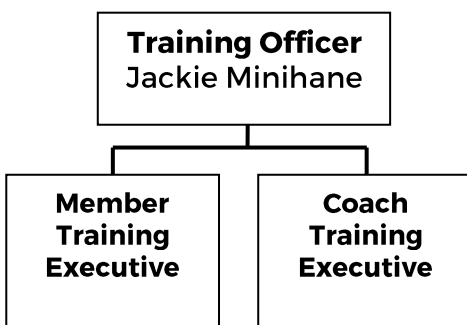 Training Officer
Jackie Minihane
Member
Training
Executive
Coach
Training
Executive